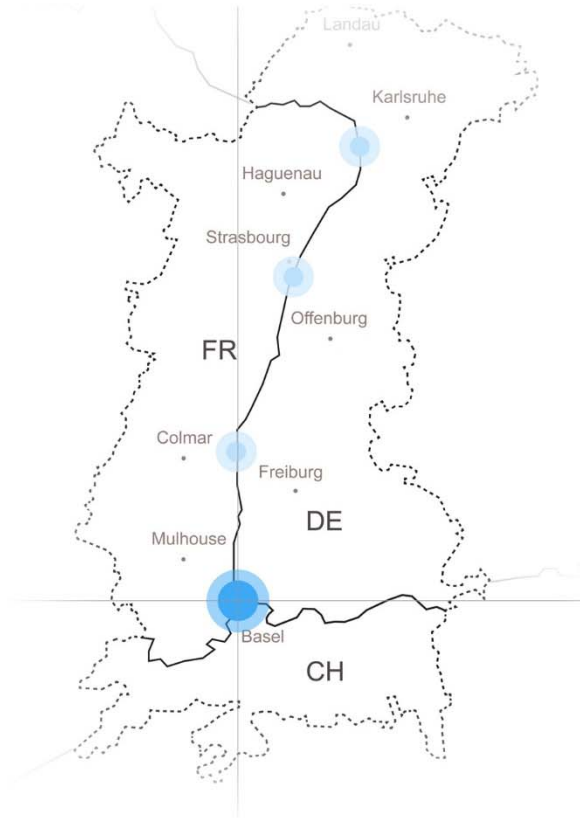 Landau
Karlsruhe
Haguenau
Strasbourg
Offenburg
FR
Colmar
Freiburg
DE
Mulhouse
Basel
CH